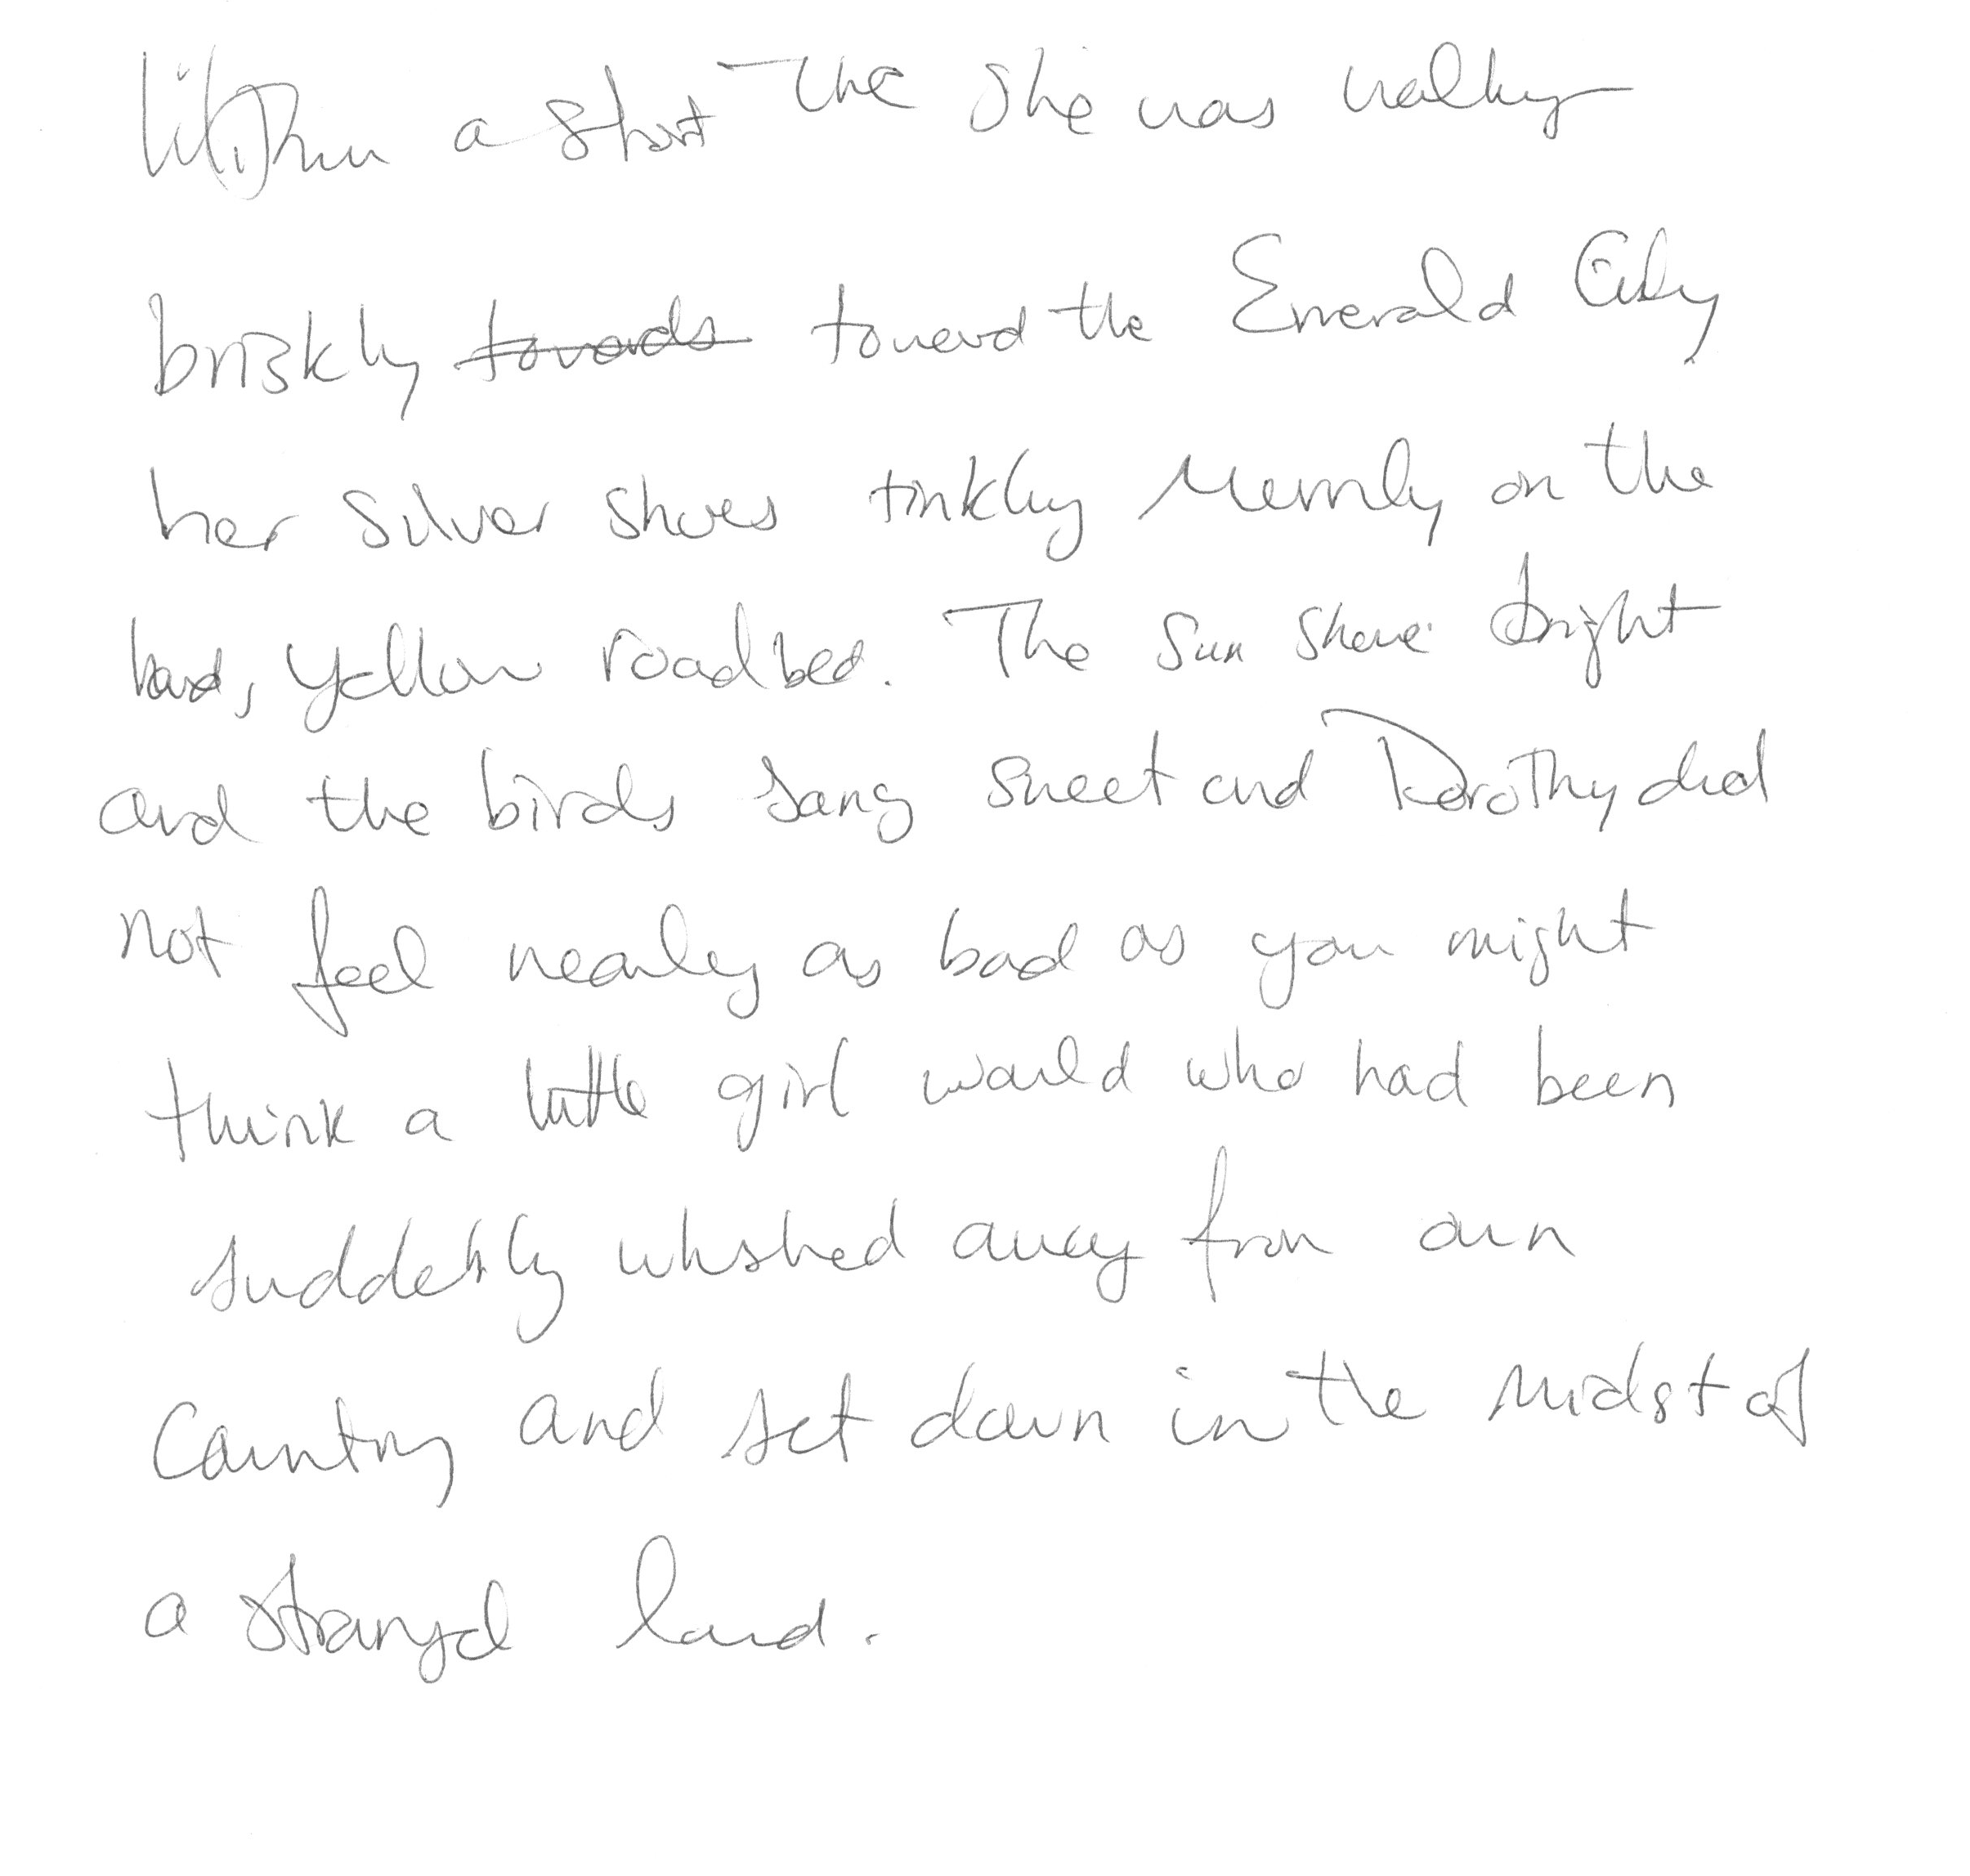 Within a short time she was walking
briskly ~~towards~~ toward the Emerald City
her silver shoes tinkling merrily on the
hard, yellow roadbed. The sun shone bright
and the birds sang sweet and Dorothy did
not feel nearly as bad as you might
think a little girl would who had been
suddenly whished away from own
country and set down in the midst of
a strange land.